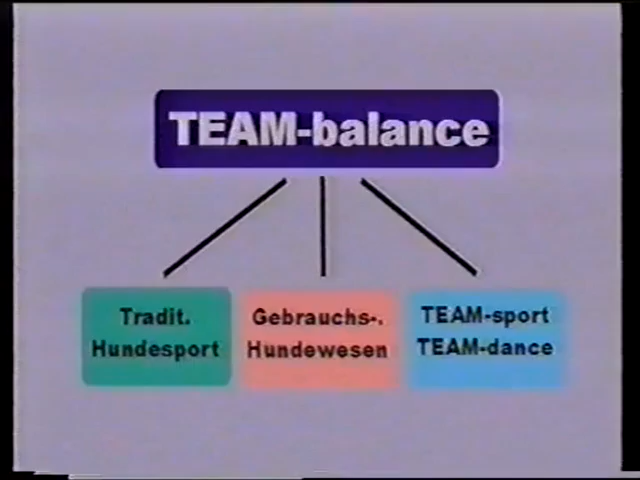 TEAM-balance
Tradit.
Hundesport
Gebrauchs-.
Hundewesen
TEAM-sport
TEAM-dance